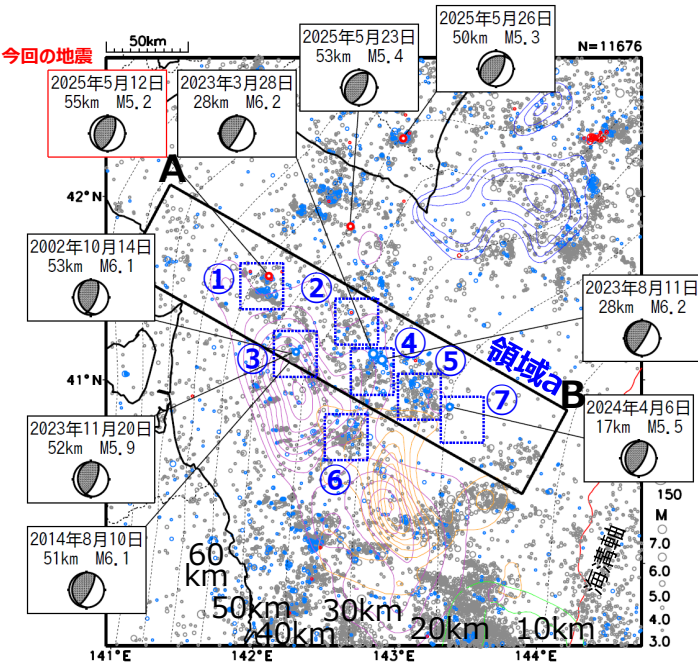 50km
N=11676
今回の地震
2025年5月12日
55km M5.2
2023年3月28日
28km M6.2
2025年5月23日
53km M5.4
2025年5月26日
50km M5.3
A
42°N
2002年10月14日
53km M6.1
①
②
③
④
⑤
⑥
⑦
領域a
B
2023年8月11日
28km M6.2
41°N
2023年11月20日
52km M5.9
2024年4月6日
17km M5.5
2014年8月10日
51km M6.1
海溝軸
150
M
7.0
6.0
5.0
4.0
3.0
60
km
50km
40km
30km
20km
10km
141°E
142°E
143°E
144°E